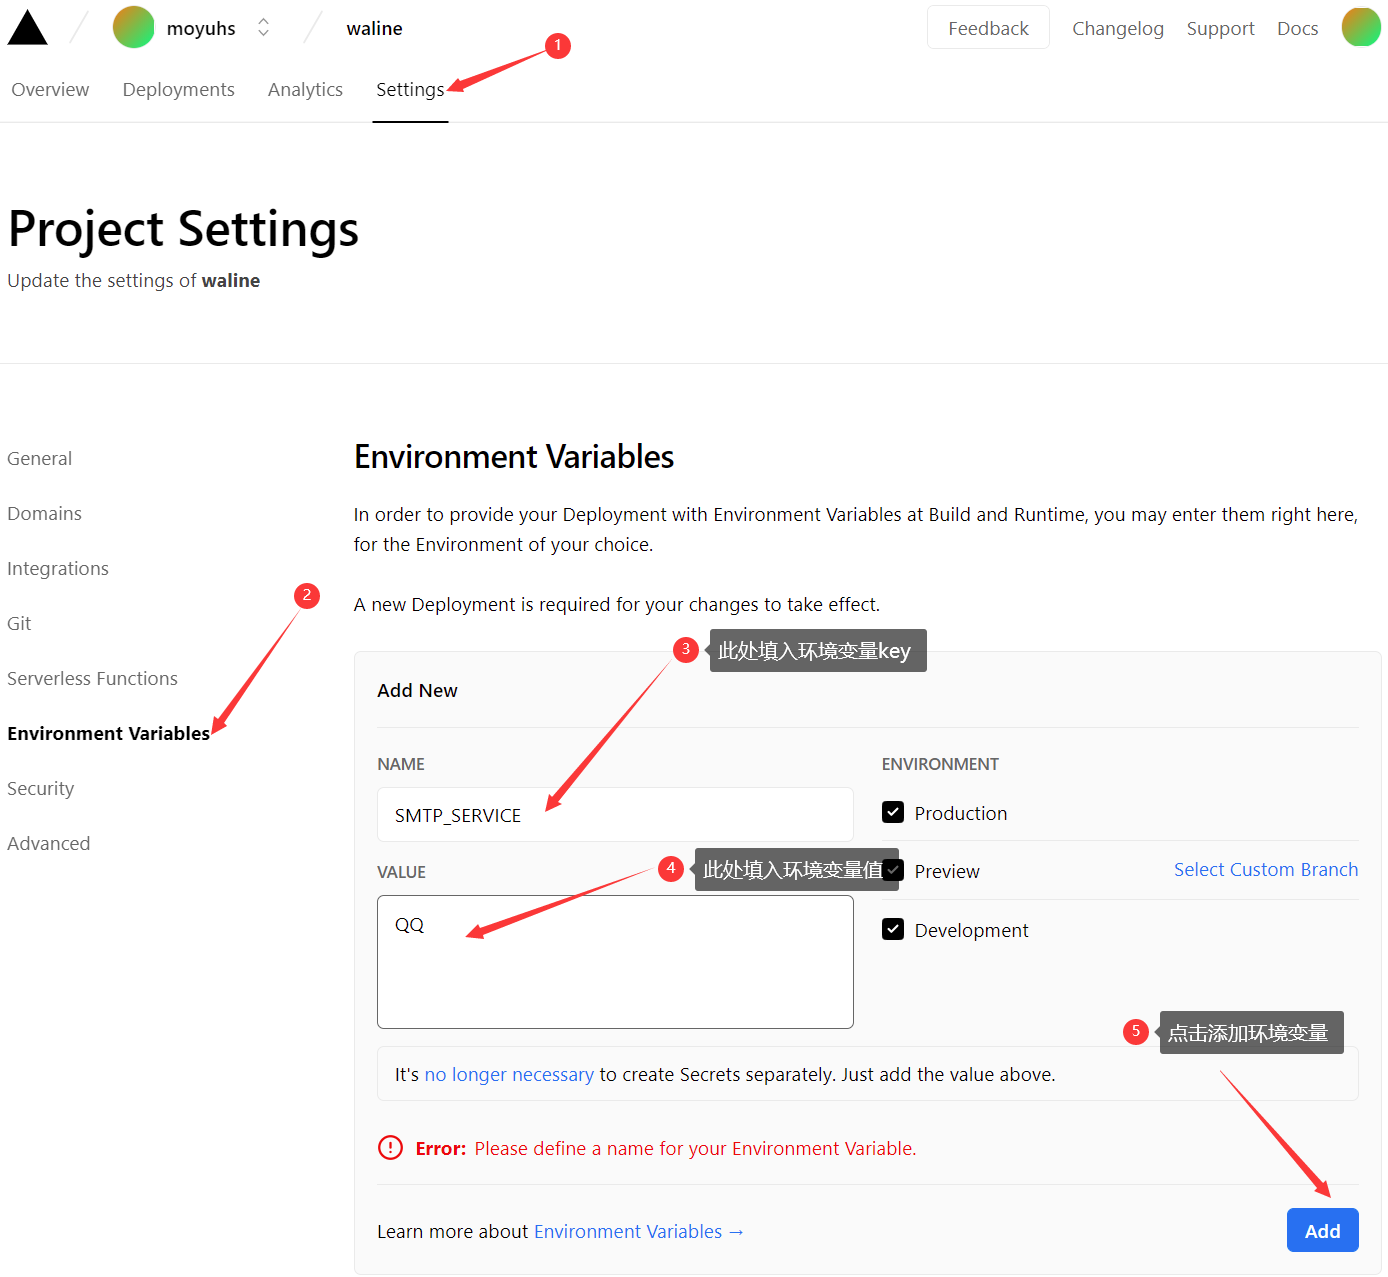 moyuhs
waline
Feedback
Changelog
Support
Docs
1
Overview
Deployments
Analytics
Settings
Project Settings
Update the settings of waline
General
Domains
Integrations
Git
Serverless Functions
Environment Variables
Security
Advanced
2
Environment Variables
In order to provide your Deployment with Environment Variables at Build and Runtime, you may enter them right here,
for the Environment of your choice.
A new Deployment is required for your changes to take effect.
3
此处填入环境变量key
Add New
NAME
SMTP_SERVICE
4
此处填入环境变量值
VALUE
QQ
ENVIRONMENT
Production
Preview
Select Custom Branch
Development
5
点击添加环境变量
It's no longer necessary to create Secrets separately. Just add the value above.
Error: Please define a name for your Environment Variable.
Learn more about Environment Variables →
Add